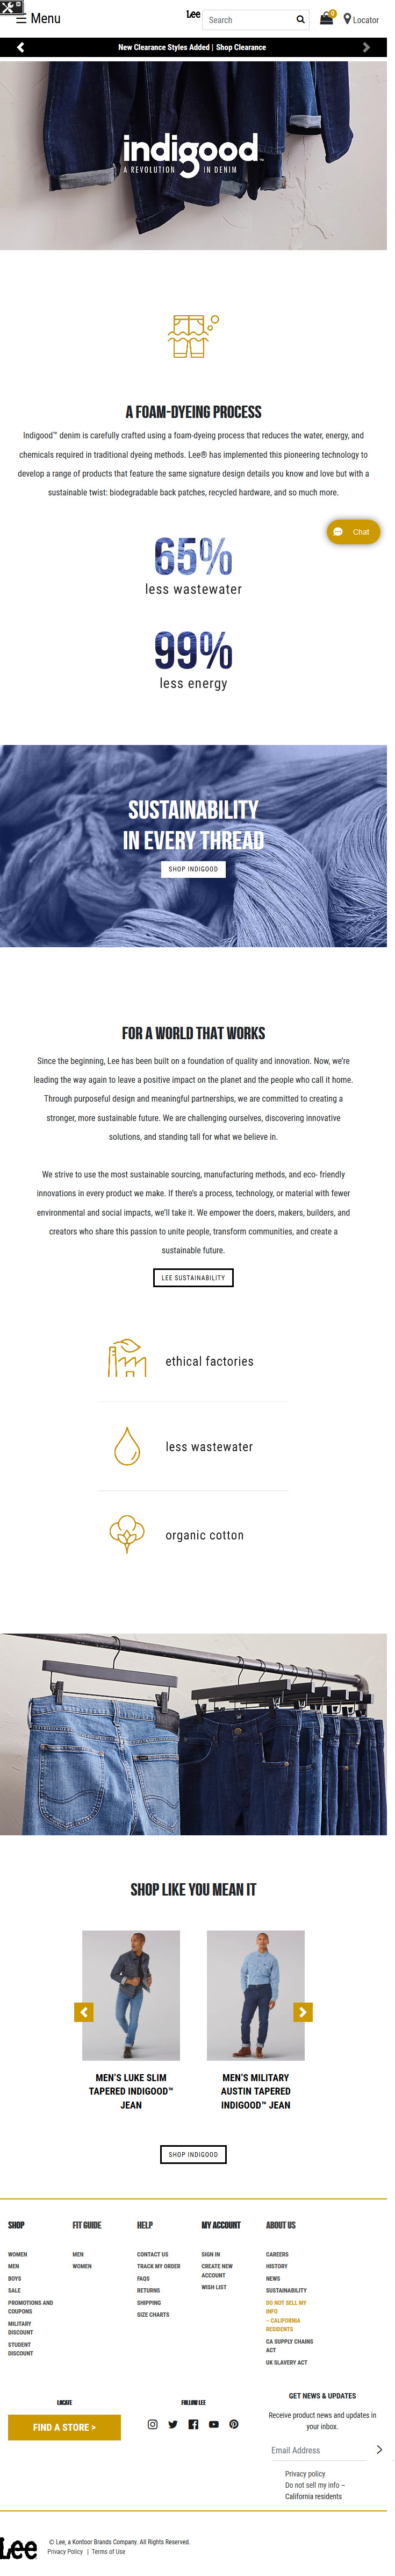 Menu
Lee
Search
0
Locator
New Clearance Styles Added | Shop Clearance
indigood™
A REVOLUTION IN DENIM
A FOAM-DYEING PROCESS
Indigood™ denim is carefully crafted using a foam-dyeing process that reduces the water, energy, and
chemicals required in traditional dyeing methods. Lee® has implemented this pioneering technology to
develop a range of products that feature the same signature design details you know and love but with a
sustainable twist: biodegradable back patches, recycled hardware, and so much more.
Chat
65%
less wastewater
99%
less energy
SUSTAINABILITY
IN EVERY THREAD
SHOP INDIGOOD
FOR A WORLD THAT WORKS
Since the beginning, Lee has been built on a foundation of quality and innovation. Now, we're
leading the way again to leave a positive impact on the planet and the people who call it home.
Through purposeful design and meaningful partnerships, we are committed to creating a
stronger, more sustainable future. We are challenging ourselves, discovering innovative
solutions, and standing tall for what we believe in.
We strive to use the most sustainable sourcing, manufacturing methods, and eco- friendly
innovations in every product we make. If there's a process, technology, or material with fewer
environmental and social impacts, we'll take it. We empower the doers, makers, builders, and
creators who share this passion to unite people, transform communities, and create a
sustainable future.
LEE SUSTAINABILITY
ethical factories
less wastewater
organic cotton
SHOP LIKE YOU MEAN IT
MEN'S LUKE SLIM
TAPERED INDIGOOD™
JEAN
MEN'S MILITARY
AUSTIN TAPERED
INDIGOOD™ JEAN
SHOP INDIGOOD
SHOP
WOMEN
MEN
BOYS
SALE
PROMOTIONS AND
COUPONS
MILITARY
DISCOUNT
STUDENT
DISCOUNT
FIT GUIDE
MEN
WOMEN
HELP
CONTACT US
TRACK MY ORDER
FAQS
RETURNS
SHIPPING
SIZE CHARTS
MY ACCOUNT
SIGN IN
CREATE NEW
ACCOUNT
WISH LIST
ABOUT US
CAREERS
HISTORY
NEWS
SUSTAINABILITY
DO NOT SELL MY
INFO
– CALIFORNIA
RESIDENTS
CA SUPPLY CHAINS
ACT
UK SLAVERY ACT
LOCATE
FIND A STORE >
FOLLOW LEE
GET NEWS & UPDATES
Receive product news and updates in
your inbox.
Email Address
Privacy policy
Do not sell my info –
California residents
Lee
© Lee, a Kontoor Brands Company. All Rights Reserved.
Privacy Policy | Terms of Use